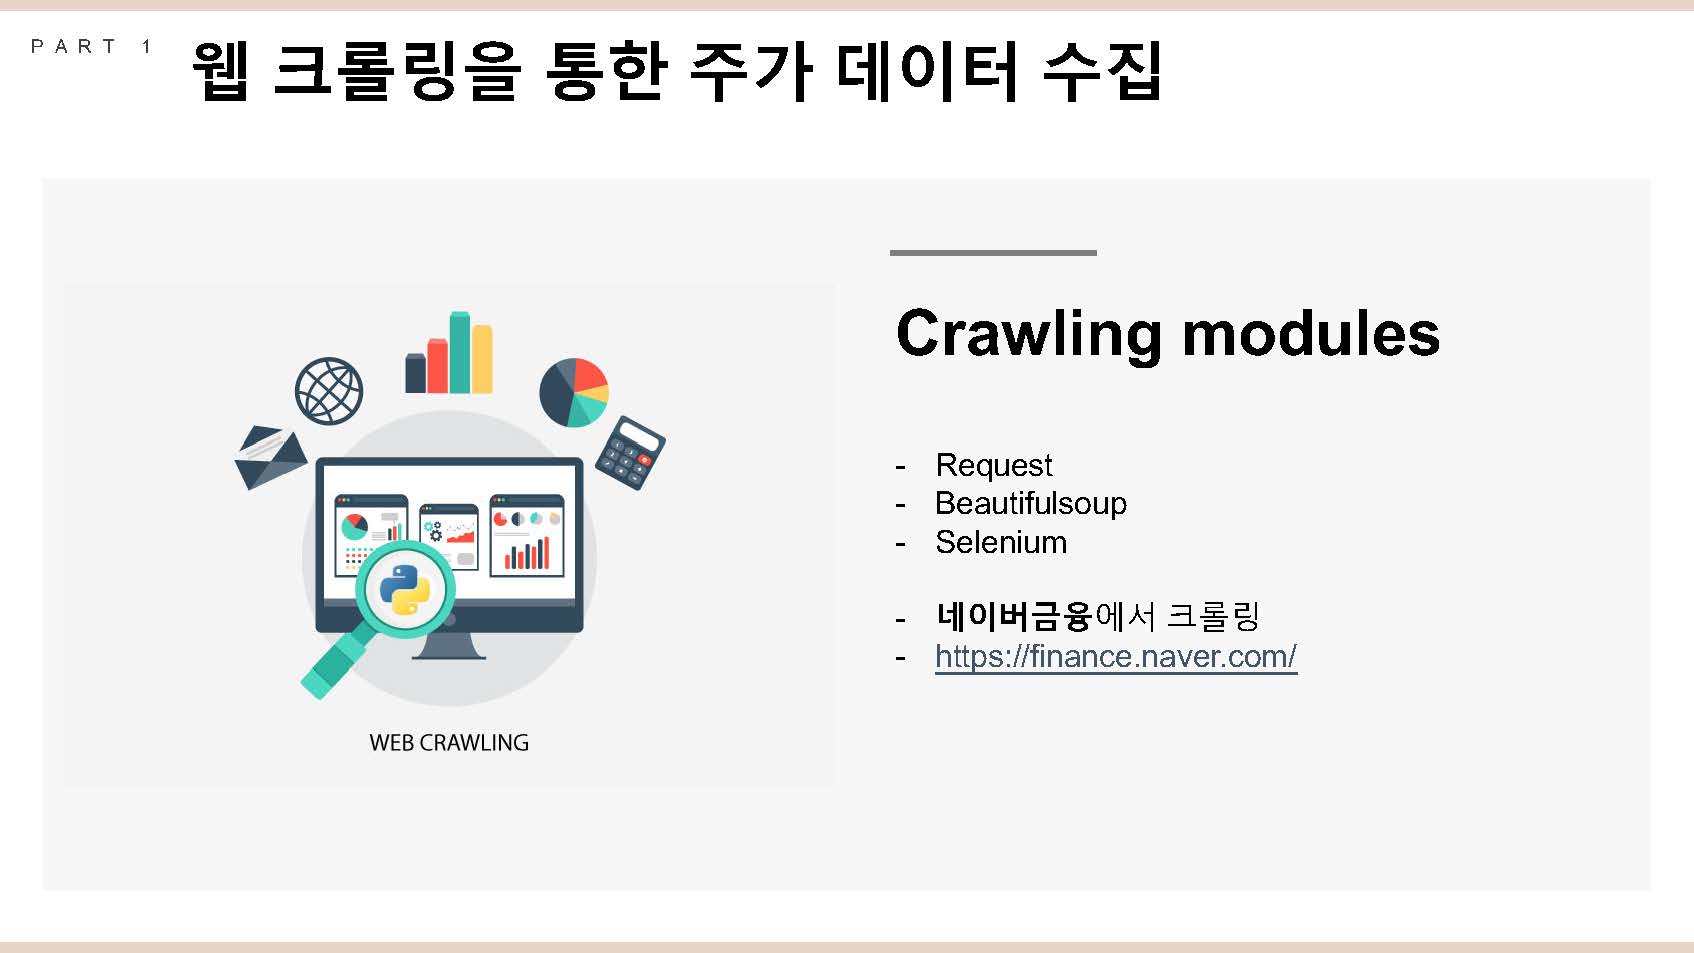 PART 1
웹 크롤링을 통한 주가 데이터 수집
Crawling modules
- Request
- Beautifulsoup
- Selenium
- 네이버금융에서 크롤링
- https://finance.naver.com/
WEB CRAWLING